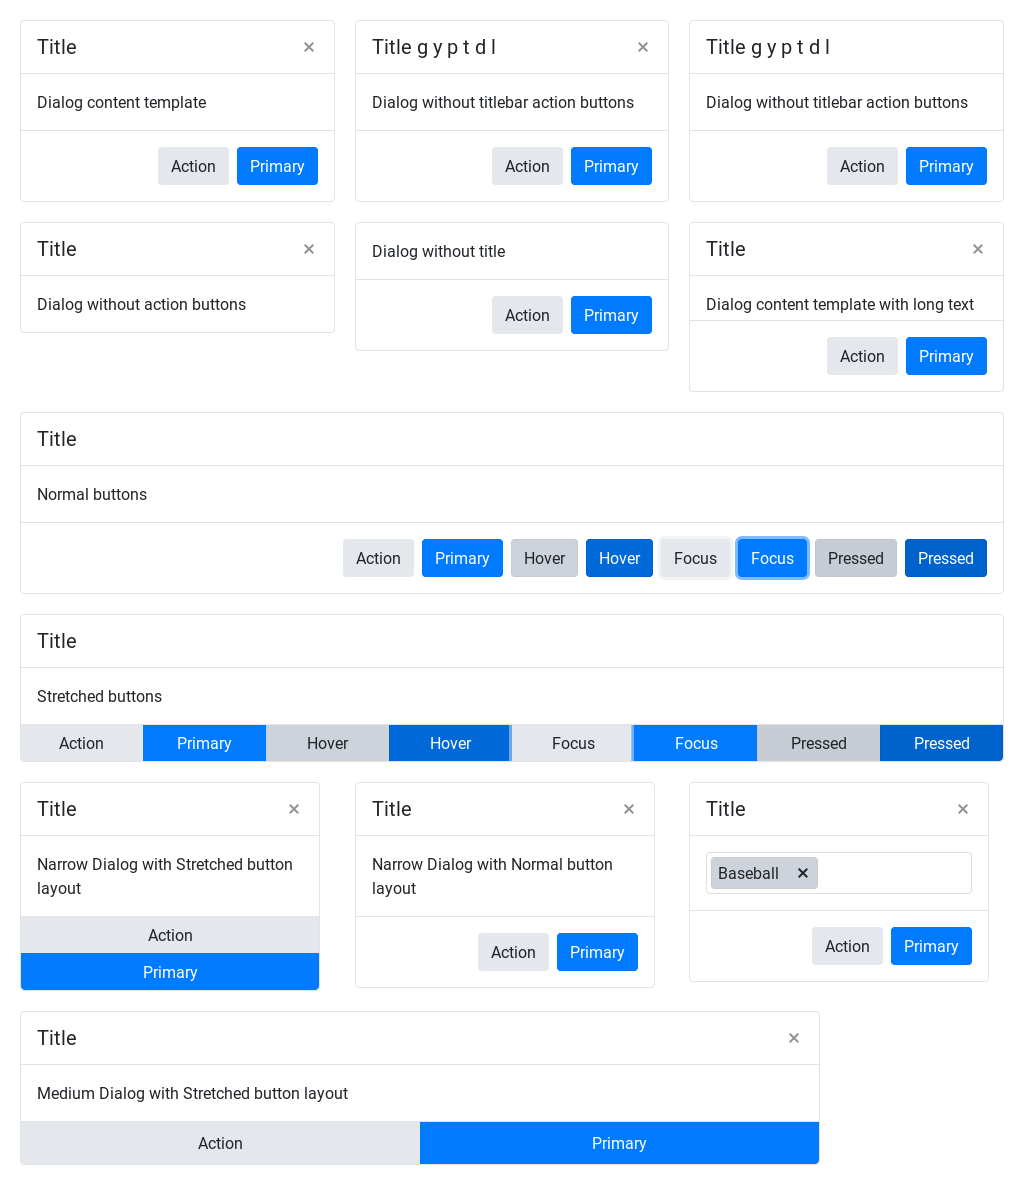 Title ×
Dialog content template
Action Primary
Title g y p t d l ×
Dialog without titlebar action buttons
Action Primary
Title g y p t d l
Dialog without titlebar action buttons
Action Primary
Title ×
Dialog without action buttons
Dialog without title
Action Primary
Title ×
Dialog content template with long text
Action Primary
Title
Normal buttons
Action Primary Hover Hover Focus Focus Pressed Pressed
Title
Stretched buttons
Action Primary Hover Hover Focus Focus Pressed Pressed
Title ×
Narrow Dialog with Stretched button
layout
Action
Primary
Title ×
Narrow Dialog with Normal button
layout
Action Primary
Title ×
Baseball ×
Action Primary
Title ×
Medium Dialog with Stretched button layout
Action Primary